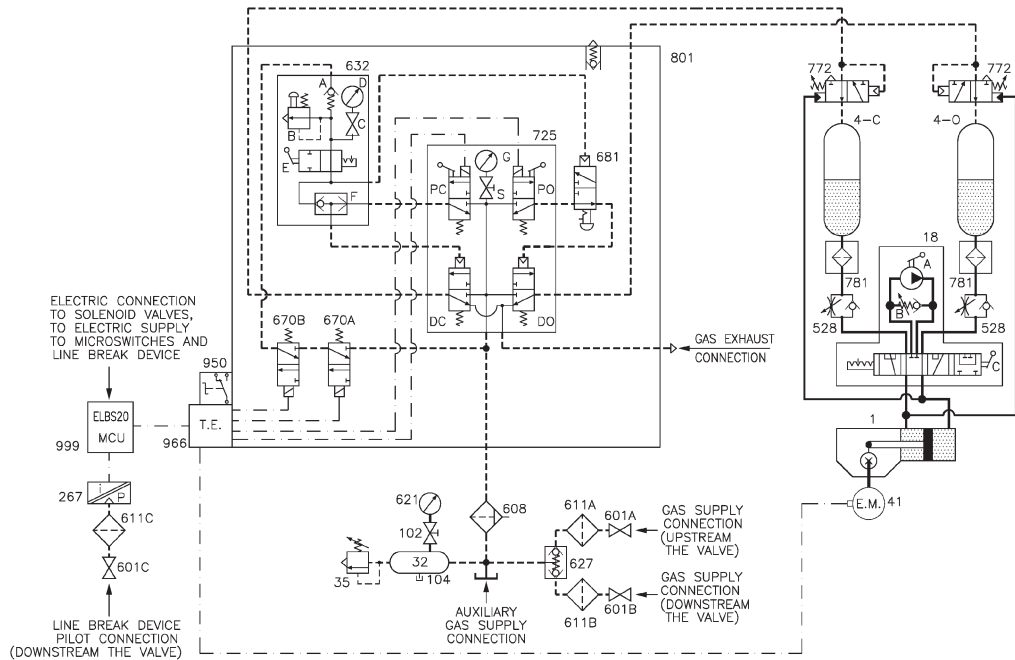 801
632
A
D
B
C
E
F
725
G
PC
S
PO
681
DC
DO
772
772
4-C
4-O
18
A
781
781
B
528
528
C
ELECTRIC CONNECTION
TO SOLENOID VALVES,
TO ELECTRIC SUPPLY
TO MICROSWITCHES AND
LINE BREAK DEVICE
670B
670A
GAS EXHAUST
CONNECTION
950
ELBS20
MCU
999
T.E.
966
1
E.M.
41
267
i
P
611C
601C
LINE BREAK DEVICE
PILOT CONNECTION
(DOWNSTREAM THE VALVE)
621
102
608
35
32
104
AUXILIARY
GAS SUPPLY
CONNECTION
611A
601A
GAS SUPPLY
CONNECTION
(UPSTREAM
THE VALVE)
627
611B
601B
GAS SUPPLY
CONNECTION
(DOWNSTREAM
THE VALVE)